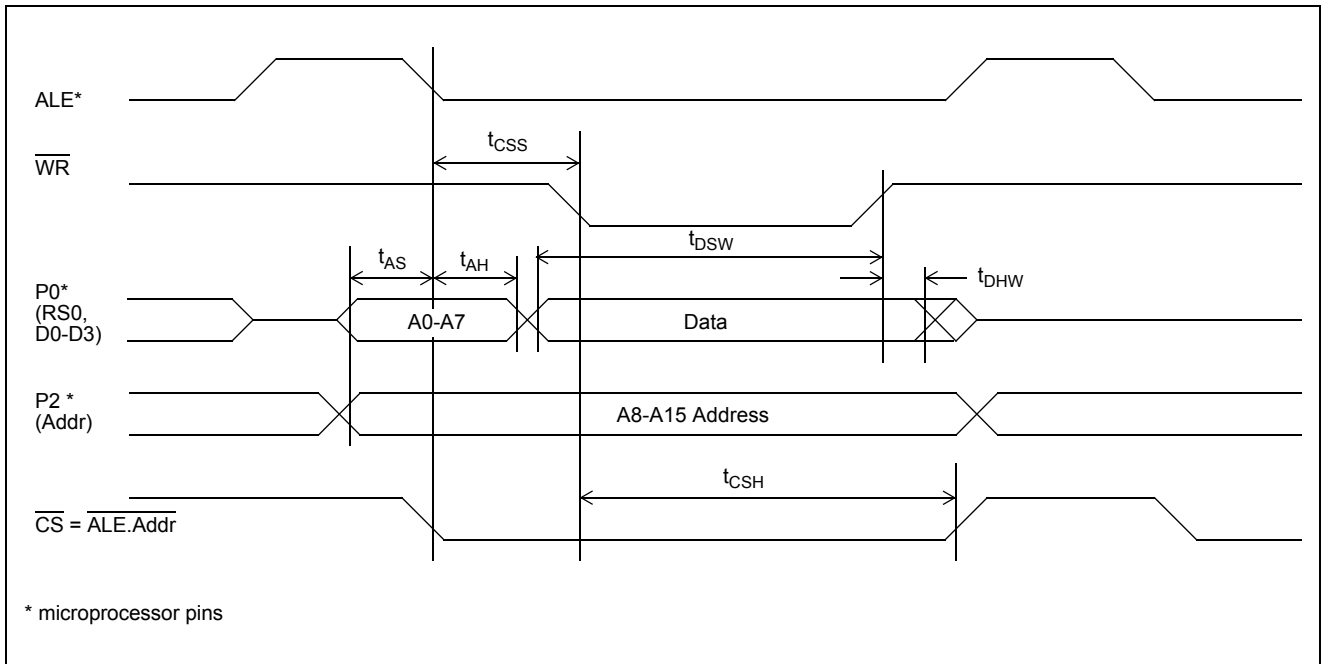 ALE*
tCSS
WR
tDSW
tAS
tAH
tDHW
P0*
(RS0,
D0-D3)
A0-A7
Data
P2 *
(Addr)
A8-A15 Address
tCSH
CS = ALE.Addr
* microprocessor pins